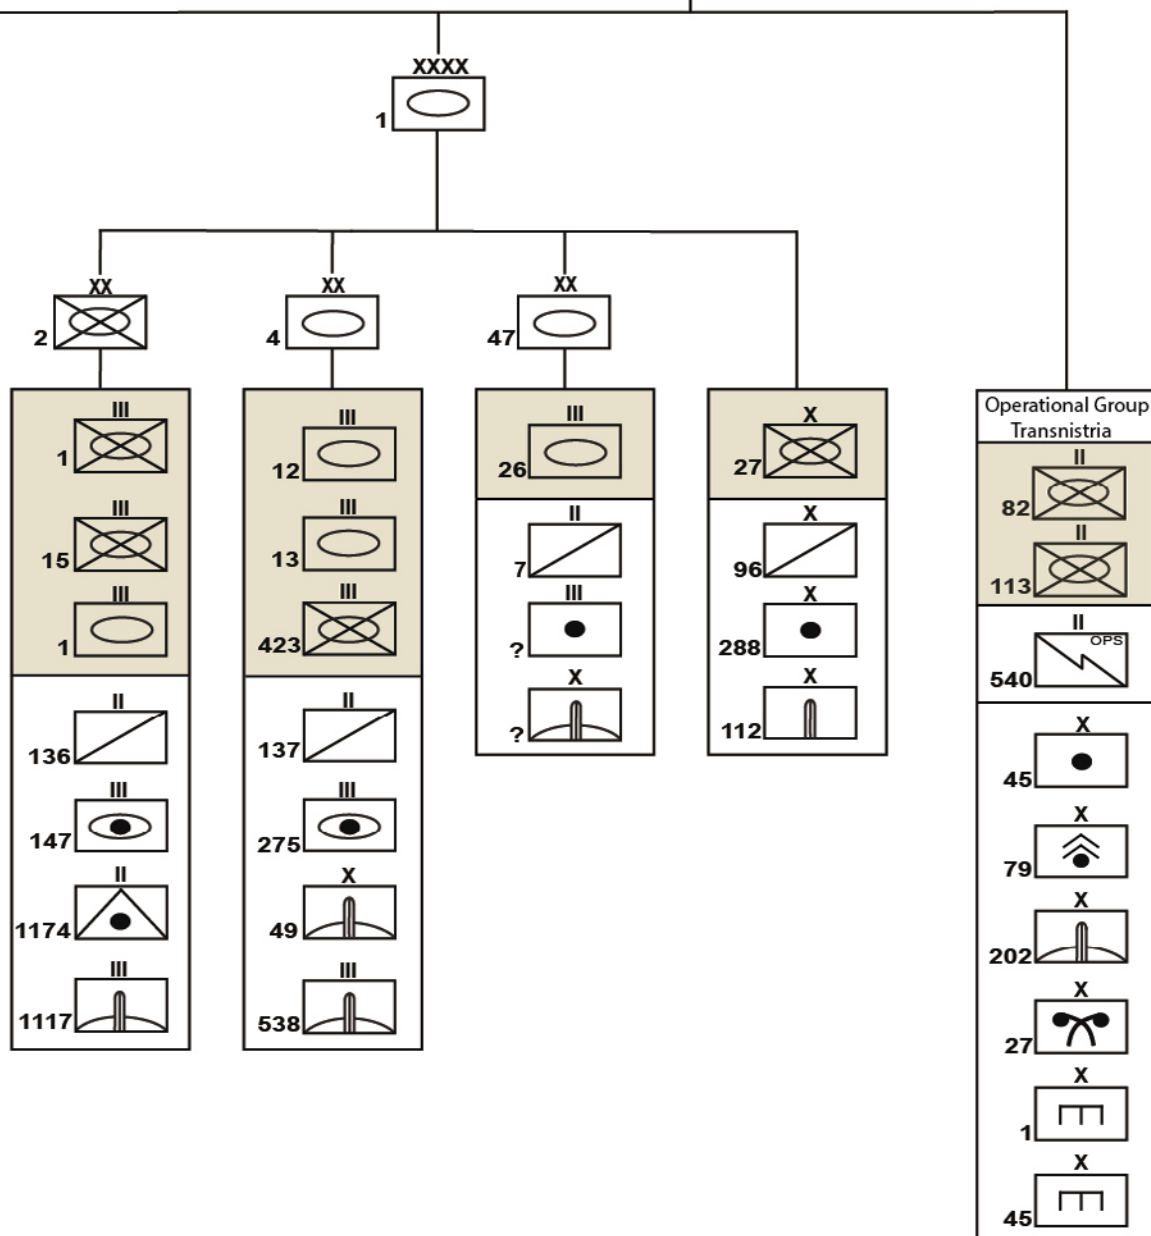 XXXX
1
XX
2
XX
4
XX
47
III
1
III
15
III
1
II
136
III
147
II
1174
III
1117
III
12
III
13
III
423
II
137
III
275
X
49
III
538
III
26
II
7
III
?
X
?
X
27
X
96
X
288
X
112
Operational Group
Transnistria
II
82
II
113
II
OPS
540
X
45
X
79
X
202
X
27
X
1
X
45